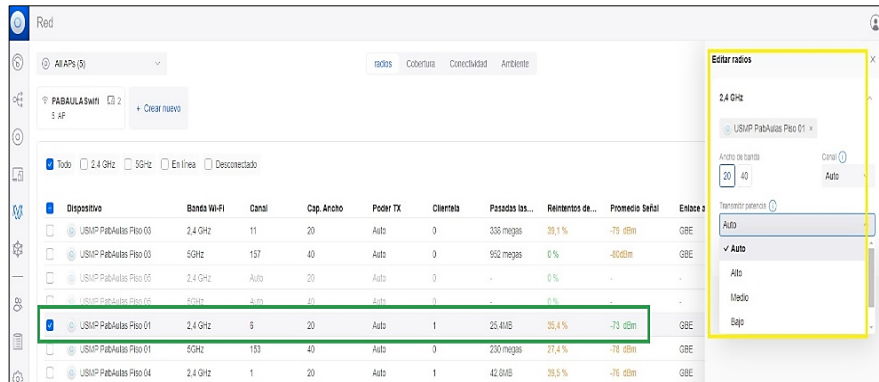 Red
All APs (5)
radios Cobertura Conectividad Ambiente
PABAULASwifi 2
5 AP
+ Crear nuevo
Todo 2.4 GHz 5GHz En línea Desconectado
Dispositivo Banda Wi-Fi Canal Cap. Ancho Poder TX Clientela Pasadas las... Reintentos de... Promedio Señal Enlace a
USMP PabAulas Piso 03 2,4 GHz 11 20 Auto 0 338 megas 39,1 % -79 dBm GBE
USMP PabAulas Piso 03 5GHz 157 40 Auto 0 952 megas 0 % -80dBm GBE
USMP PabAulas Piso 05 2,4 GHz Auto 20 Auto 0 - 0 % - -
USMP PabAulas Piso 05 5GHz Auto 40 Auto 0 - 0 % - -
USMP PabAulas Piso 01 2,4 GHz 6 20 Auto 1 25.4MB 35,4 % -73 dBm GBE
USMP PabAulas Piso 01 5GHz 153 40 Auto 0 230 megas 27,4 % -78 dBm GBE
USMP PabAulas Piso 04 2,4 GHz 1 20 Auto 1 42,8MB 39,5 % -76 dBm GBE
Editar radios
2,4 GHz
USMP PabAulas Piso 01 ×
Ancho de banda Canal
20 40 Auto
Transmitir potencia
Auto
✓ Auto
Alto
Medio
Bajo